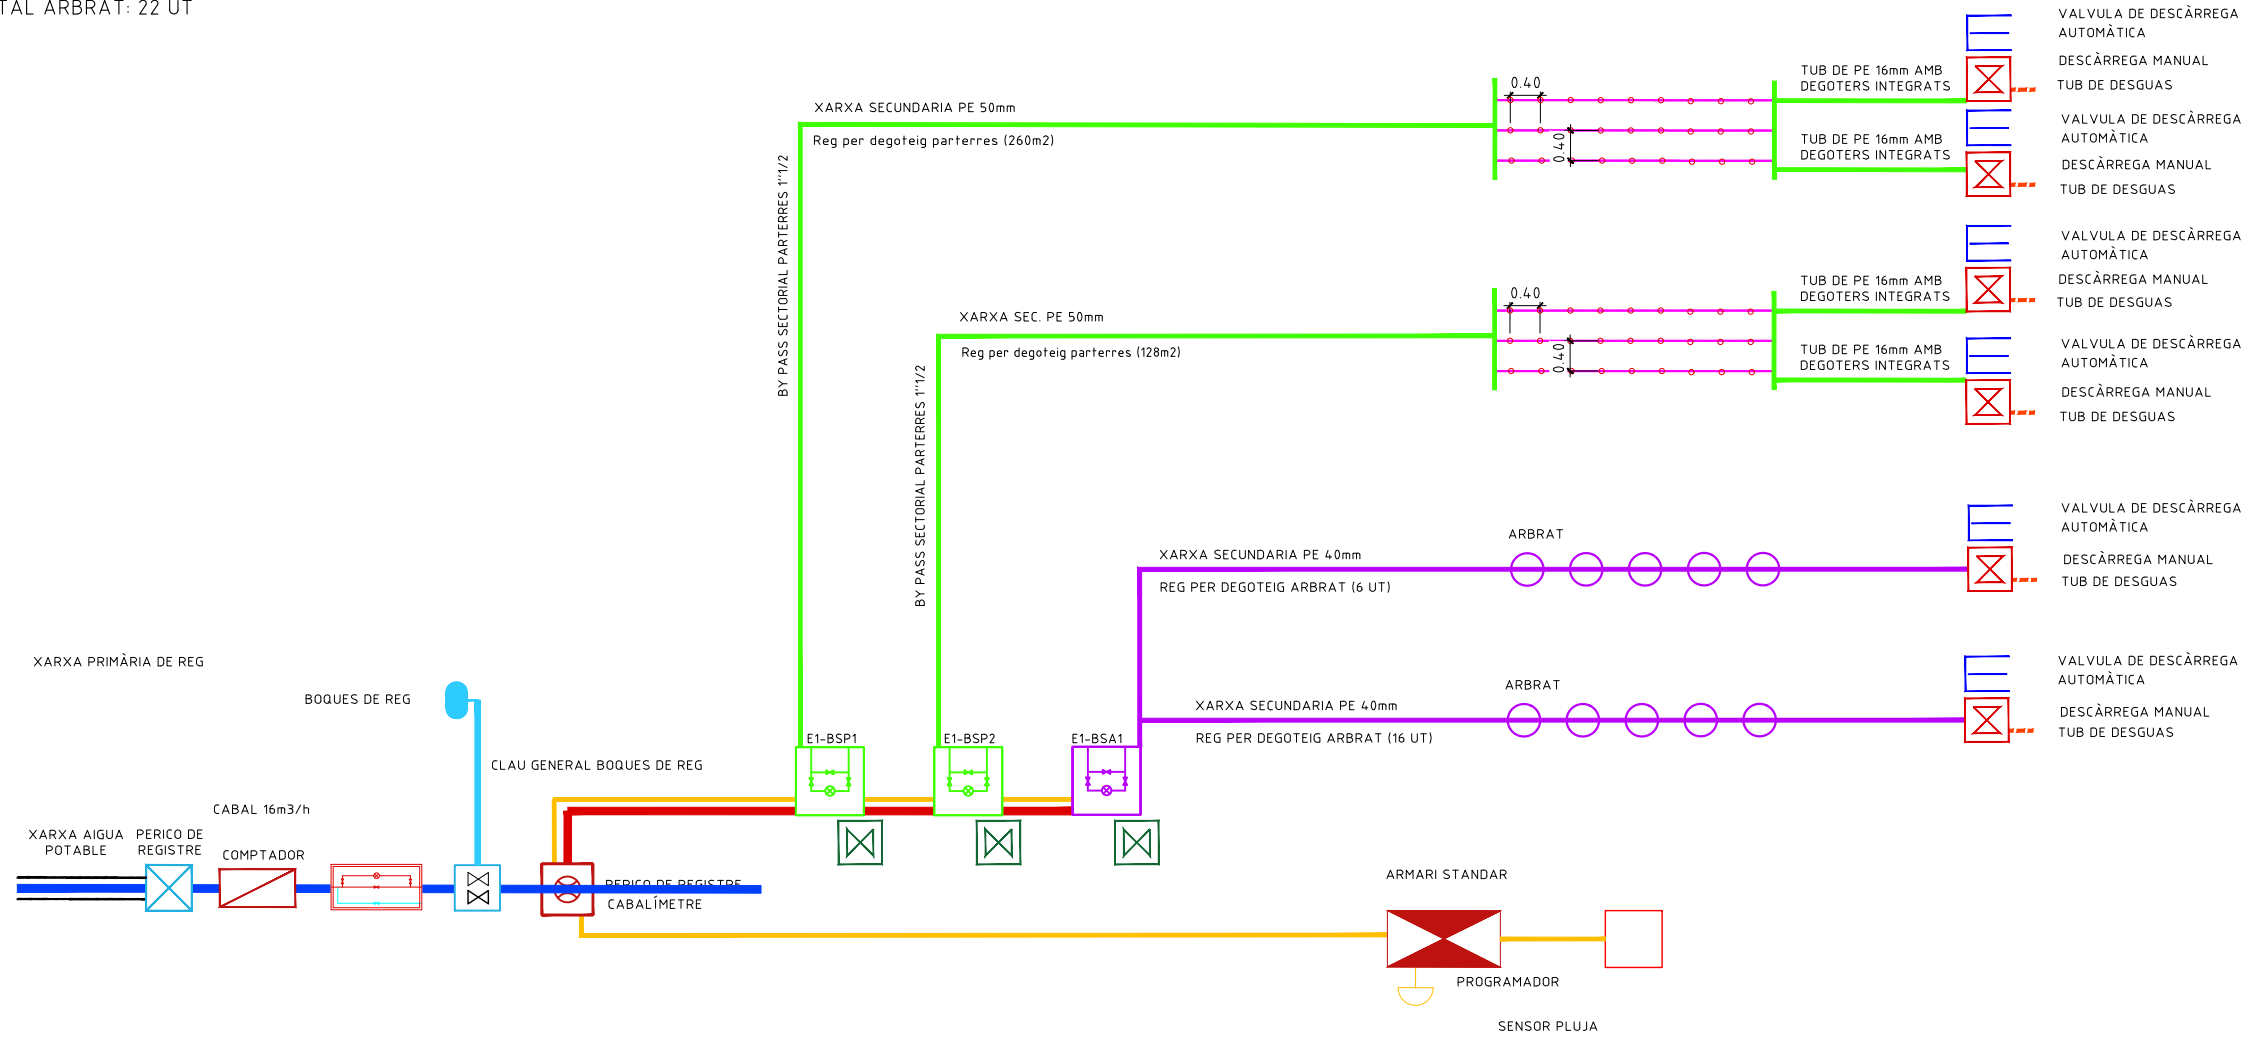 TAL ARBRAT: 22 UT
VALVULA DE DESCÀRREGA
AUTOMÀTICA
DESCÀRREGA MANUAL
TUB DE DESGUAS
TUB DE PE 16mm AMB
DEGOTERS INTEGRATS
0.40
XARXA SECUNDARIA PE 50mm
Reg per degoteig parterres (260m2)
BY PASS SECTORIAL PARTERRES 1''1/2
0.40
TUB DE PE 16mm AMB
DEGOTERS INTEGRATS
VALVULA DE DESCÀRREGA
AUTOMÀTICA
DESCÀRREGA MANUAL
TUB DE DESGUAS
VALVULA DE DESCÀRREGA
AUTOMÀTICA
DESCÀRREGA MANUAL
TUB DE DESGUAS
TUB DE PE 16mm AMB
DEGOTERS INTEGRATS
0.40
XARXA SEC. PE 50mm
Reg per degoteig parterres (128m2)
BY PASS SECTORIAL PARTERRES 1''1/2
0.40
TUB DE PE 16mm AMB
DEGOTERS INTEGRATS
VALVULA DE DESCÀRREGA
AUTOMÀTICA
DESCÀRREGA MANUAL
TUB DE DESGUAS
VALVULA DE DESCÀRREGA
AUTOMÀTICA
DESCÀRREGA MANUAL
TUB DE DESGUAS
ARBRAT
XARXA SECUNDARIA PE 40mm
REG PER DEGOTEIG ARBRAT (6 UT)
VALVULA DE DESCÀRREGA
AUTOMÀTICA
DESCÀRREGA MANUAL
TUB DE DESGUAS
ARBRAT
XARXA SECUNDARIA PE 40mm
REG PER DEGOTEIG ARBRAT (16 UT)
XARXA PRIMÀRIA DE REG
BOQUES DE REG
E1-BSP1
E1-BSP2
E1-BSA1
CLAU GENERAL BOQUES DE REG
CABAL 16m3/h
XARXA AIGUA
POTABLE
PERICO DE
REGISTRE
COMPTADOR
PERICO DE REGISTRE
CABALÍMETRE
ARMARI STANDAR
PROGRAMADOR
SENSOR PLUJA